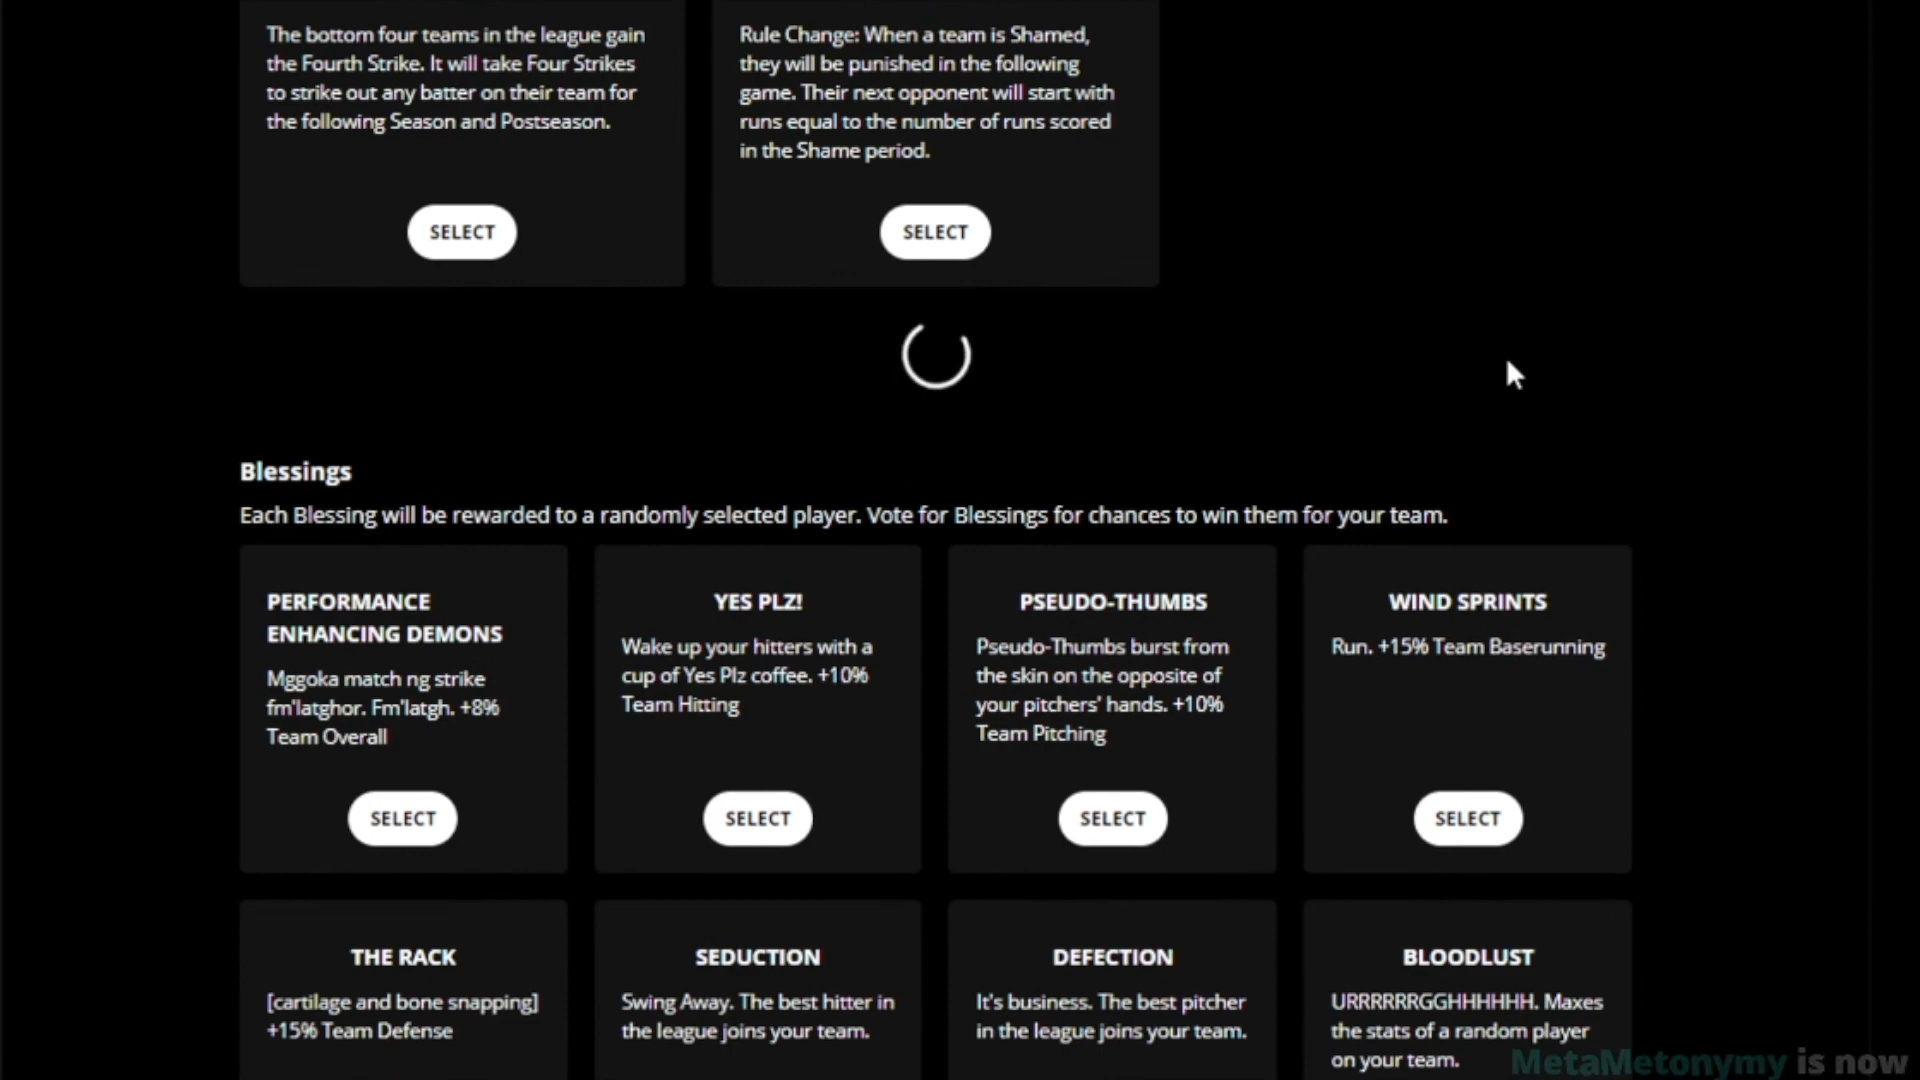 The bottom four teams in the league gain
the Fourth Strike. It will take Four Strikes
to strike out any batter on their team for
the following Season and Postseason.
SELECT
Rule Change: When a team is Shamed,
they will be punished in the following
game. Their next opponent will start with
runs equal to the number of runs scored
in the Shame period.
SELECT
Blessings
Each Blessing will be rewarded to a randomly selected player. Vote for Blessings for chances to win them for your team.
PERFORMANCE
ENHANCING DEMONS
Mggoka match ng strike
fm'latghor. Fm'latgh. +8%
Team Overall
SELECT
YES PLZ!
Wake up your hitters with a
cup of Yes Plz coffee. +10%
Team Hitting
SELECT
PSEUDO-THUMBS
Pseudo-Thumbs burst from
the skin on the opposite of
your pitchers' hands. +10%
Team Pitching
SELECT
WIND SPRINTS
Run. +15% Team Baserunning
SELECT
THE RACK
[cartilage and bone snapping]
+15% Team Defense
SEDUCTION
Swing Away. The best hitter in
the league joins your team.
DEFECTION
It's business. The best pitcher
in the league joins your team.
BLOODLUST
URRRRRRGGHHHHHH. Maxes
the stats of a random player
on your team.
MetaMetonymy is now